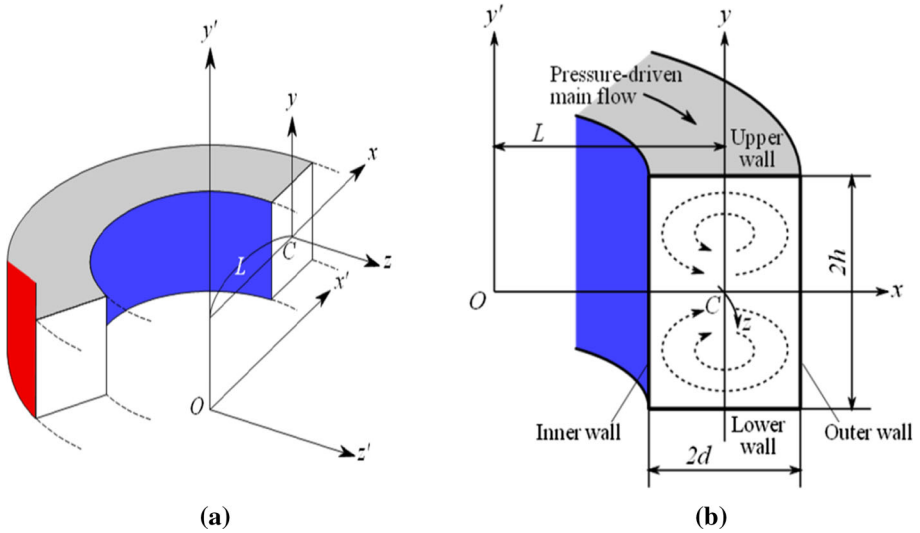 y′
y
x
C
z
L
x′
O
z′
(a)
y′
y
Pressure-driven
main flow
L
Upper
wall
2h
O
C
z
x
Inner wall
Lower
wall
Outer wall
2d
(b)